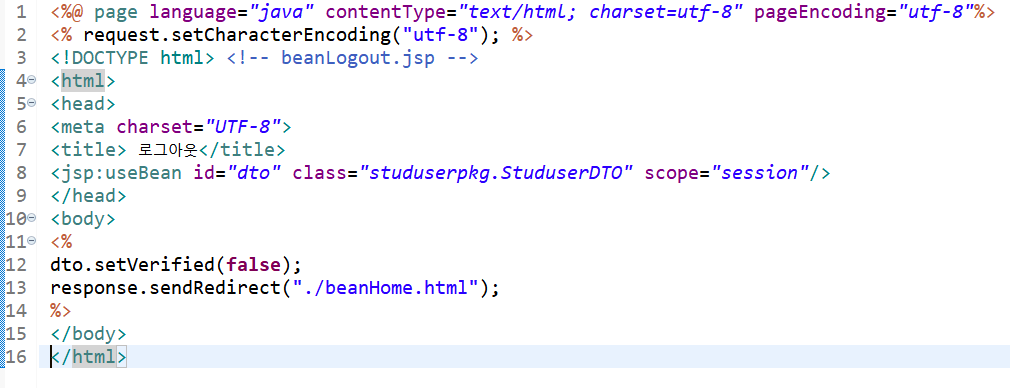 1 <%@ page language="java" contentType="text/html; charset=utf-8" pageEncoding="utf-8"%>
2 <% request.setCharacterEncoding("utf-8"); %>
3 <!DOCTYPE html> <!-- beanLogout.jsp -->
4 <html>
5 <head>
6 <meta charset="UTF-8">
7 <title> 로그아웃</title>
8 <jsp:useBean id="dto" class="studuserpkg.StuduserDTO" scope="session"/>
9 </head>
10 <body>
11 <%
12 dto.setVerified(false);
13 response.sendRedirect("./beanHome.html");
14 %>
15 </body>
16 </html>